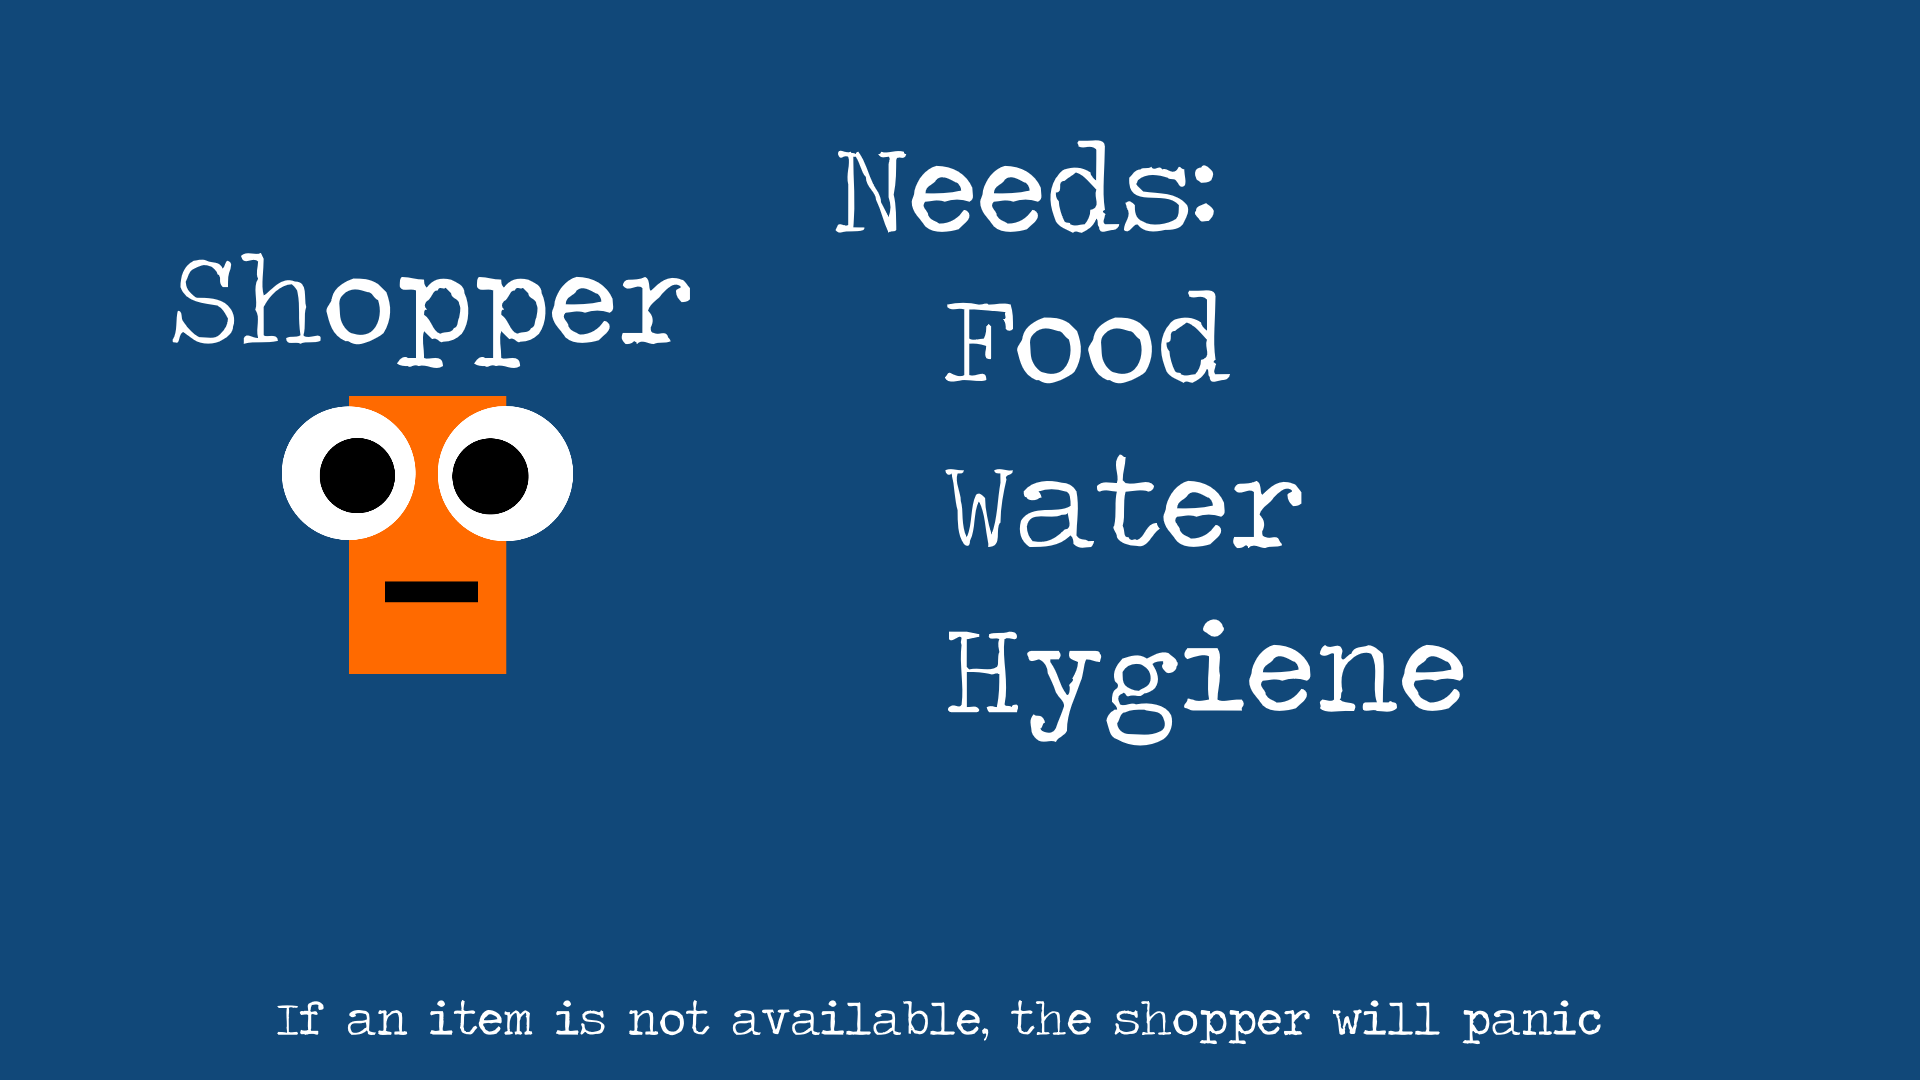 Shopper
Needs:
Food
Water
Hygiene
If an item is not available, the shopper will panic